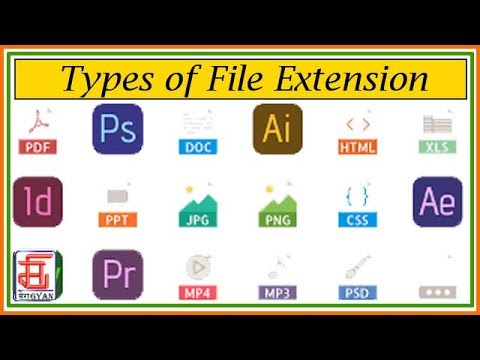 Types of File Extension
PDF
Ps
DOC
Ai
HTML
XLS
Id
PPT
JPG
PNG
CSS
Ae
GYAN
Pr
MP4
MP3
PSD